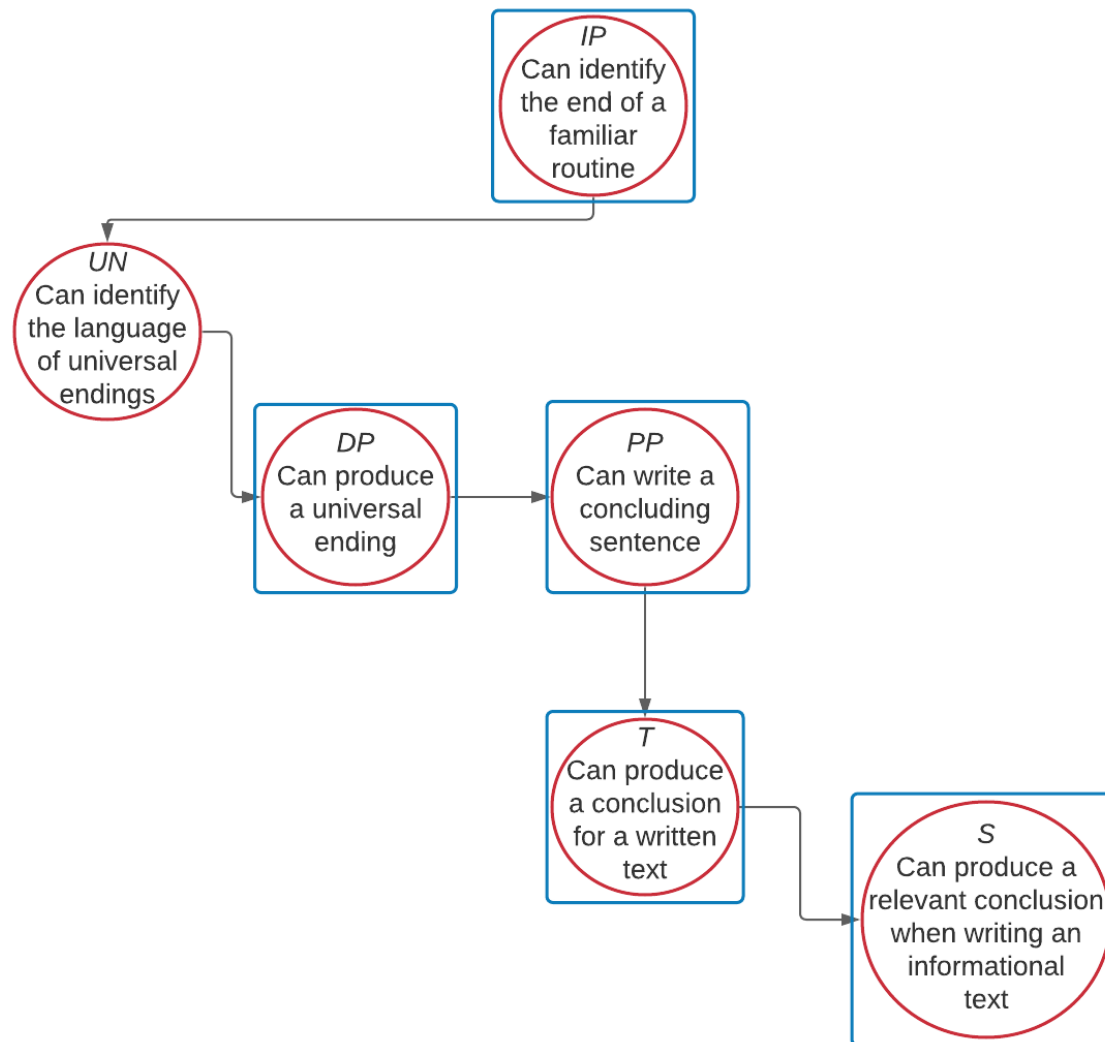 IP
Can identify
the end of a
familiar
routine
UN
Can identify
the language
of universal
endings
DP
Can produce
a universal
ending
PP
Can write a
concluding
sentence
T
Can produce
a conclusion
for a written
text
S
Can produce a
relevant conclusion
when writing an
informational
text